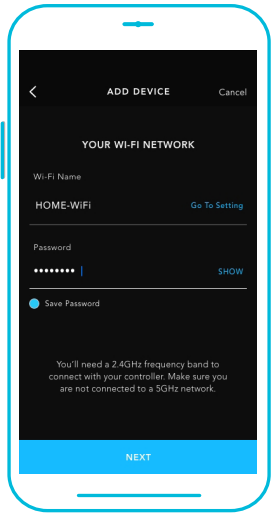 ADD DEVICE Cancel
YOUR WI-FI NETWORK
Wi-Fi Name
HOME-WiFi Go To Setting
Password
•••••••• SHOW
Save Password
You'll need a 2.4GHz frequency band to
connect with your controller. Make sure you
are not connected to a 5GHz network.
NEXT